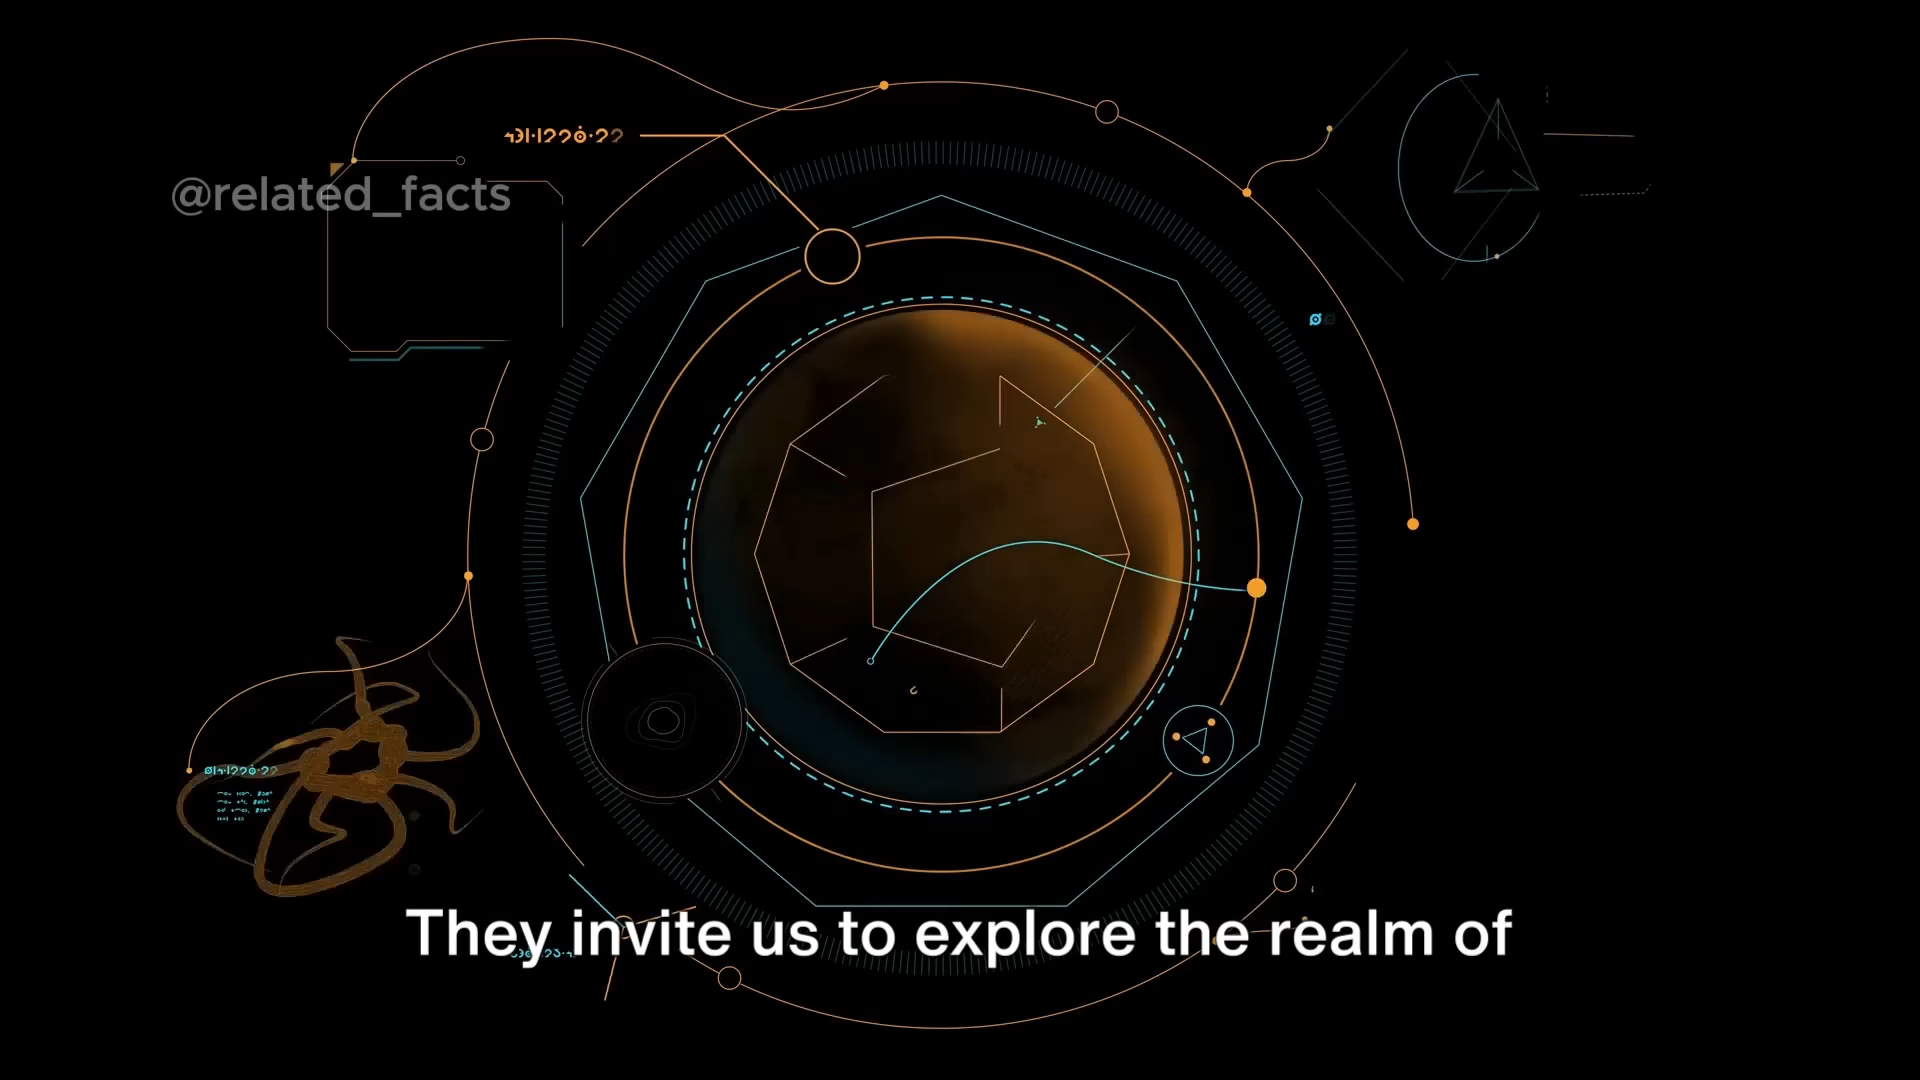 @related_facts
They invite us to explore the realm of